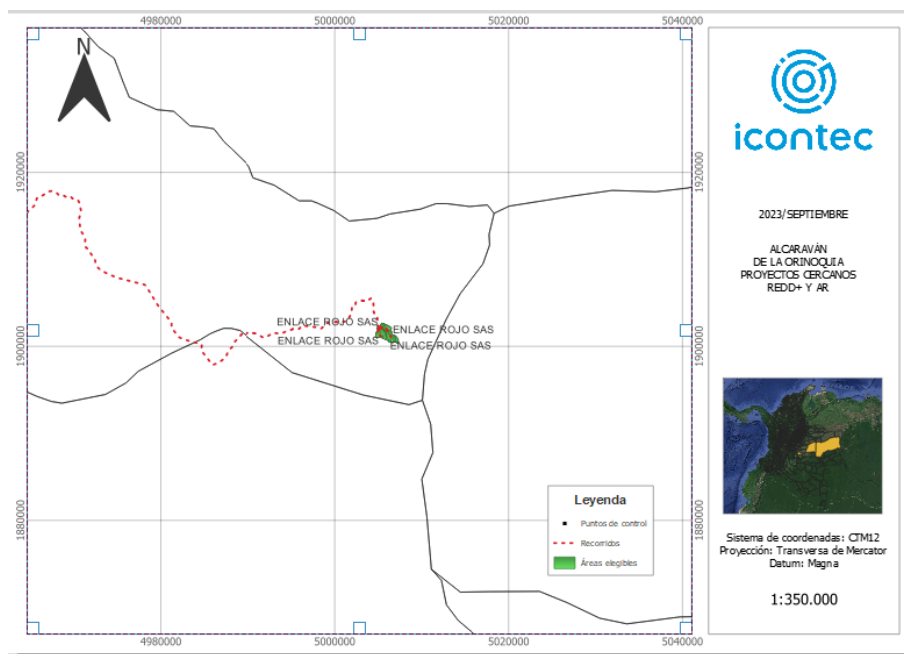 4980000
5000000
5020000
5040000
N
1920000
1920000
1900000
1900000
1880000
1880000
ENLACE ROJO SAS
ENLACE ROJO SAS
ENLACE ROJO SAS
ENLACE ROJO SAS
Leyenda
Puntos de control
Recorridos
Áreas elegibles
4980000
5000000
5020000
5040000
icontec
2023/SEPTIEMBRE
ALCARAVÁN
DE LA ORINOQUIA
PROYECTOS CERCANOS
REDD+ Y AR
Sistema de coordenadas: CTM12
Proyección: Transversa de Mercator
Datum: Magna
1:350.000